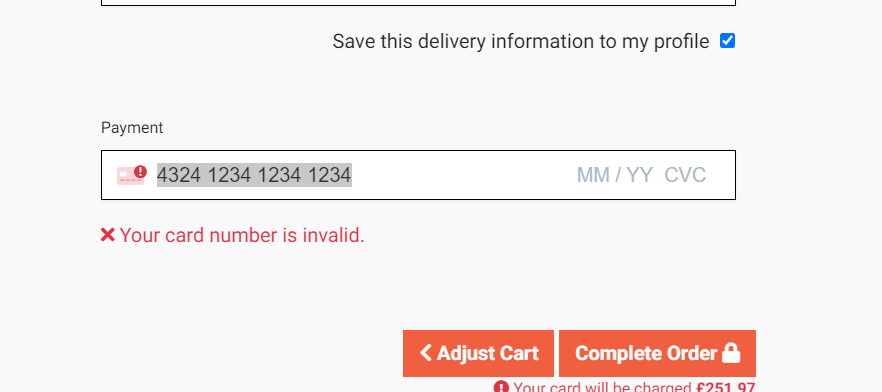 Save this delivery information to my profile
Payment
4324 1234 1234 1234 MM / YY CVC
Your card number is invalid.
Adjust Cart Complete Order
Your card will be charged £251.97